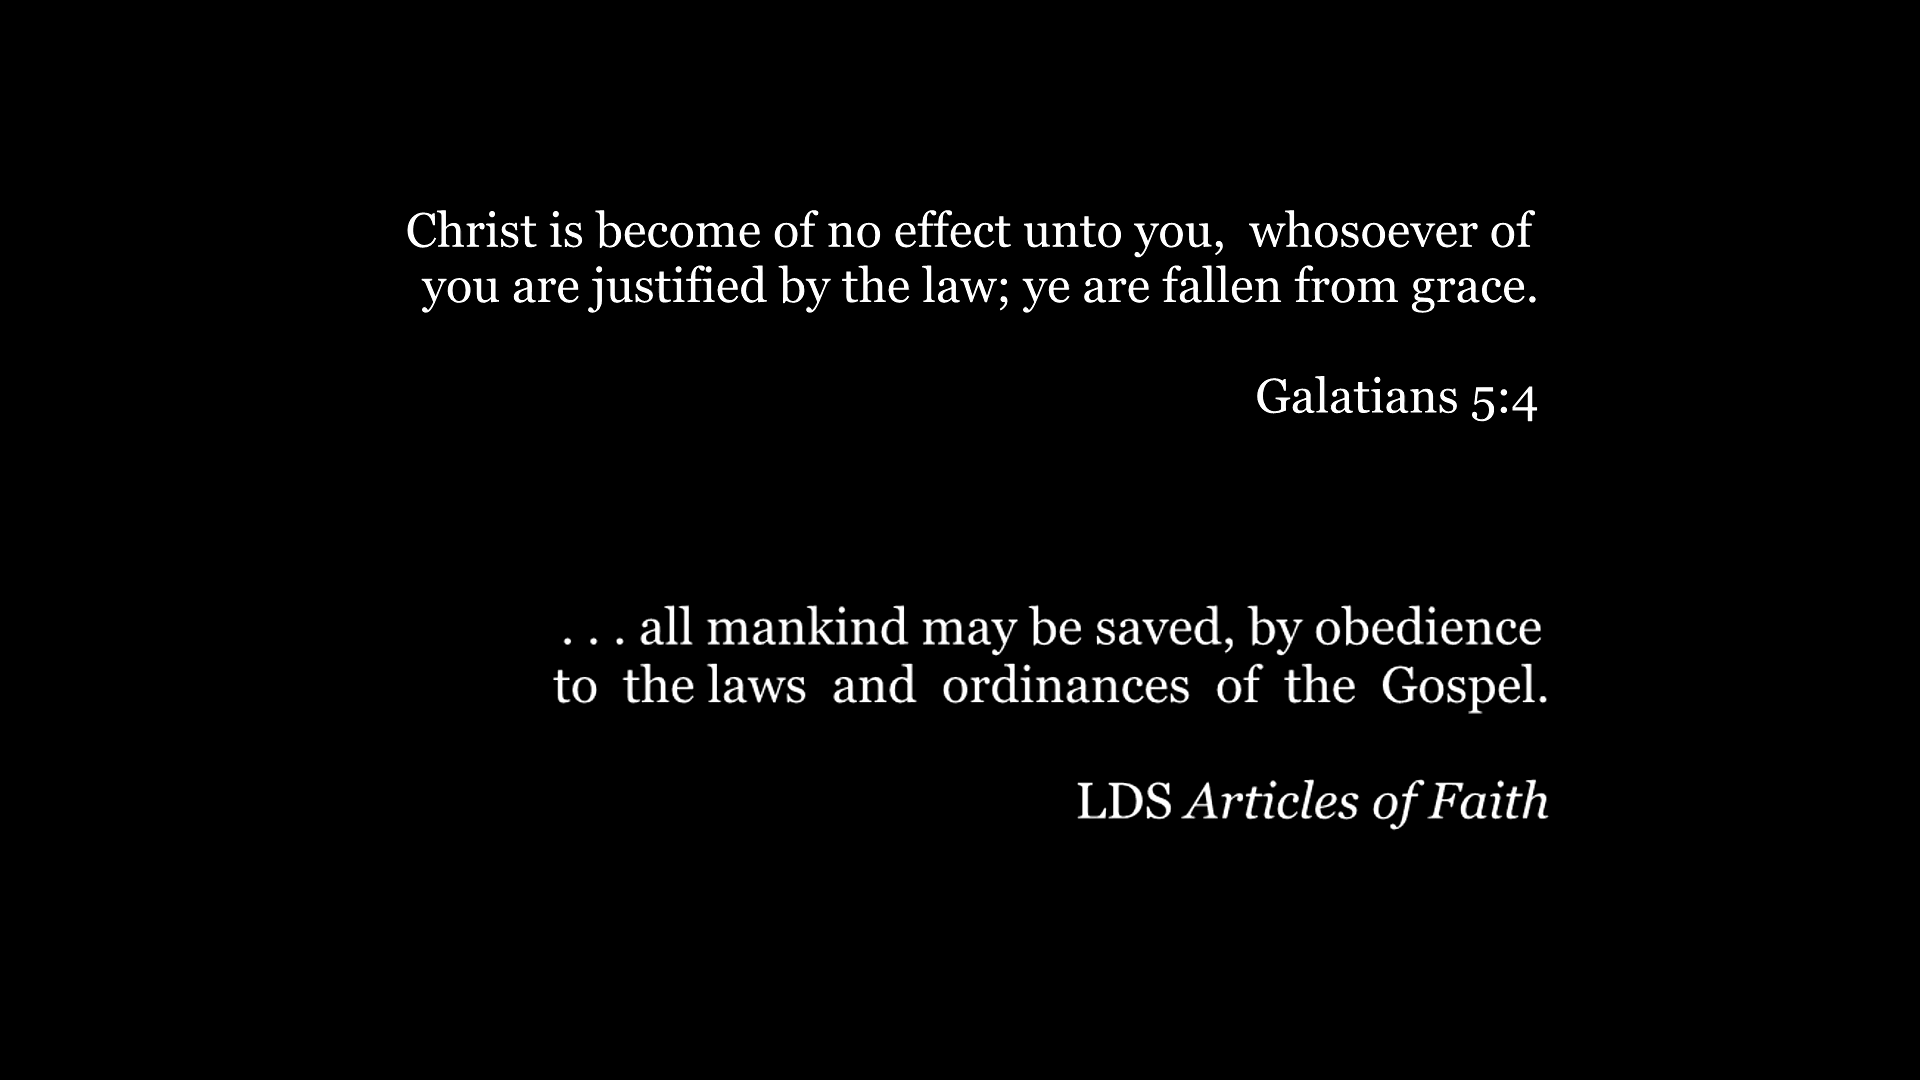 Christ is become of no effect unto you,  whosoever of
you are justified by the law; ye are fallen from grace.
Galatians 5:4
. . . all mankind may be saved, by obedience
to  the laws  and  ordinances  of  the  Gospel.
LDS Articles of Faith